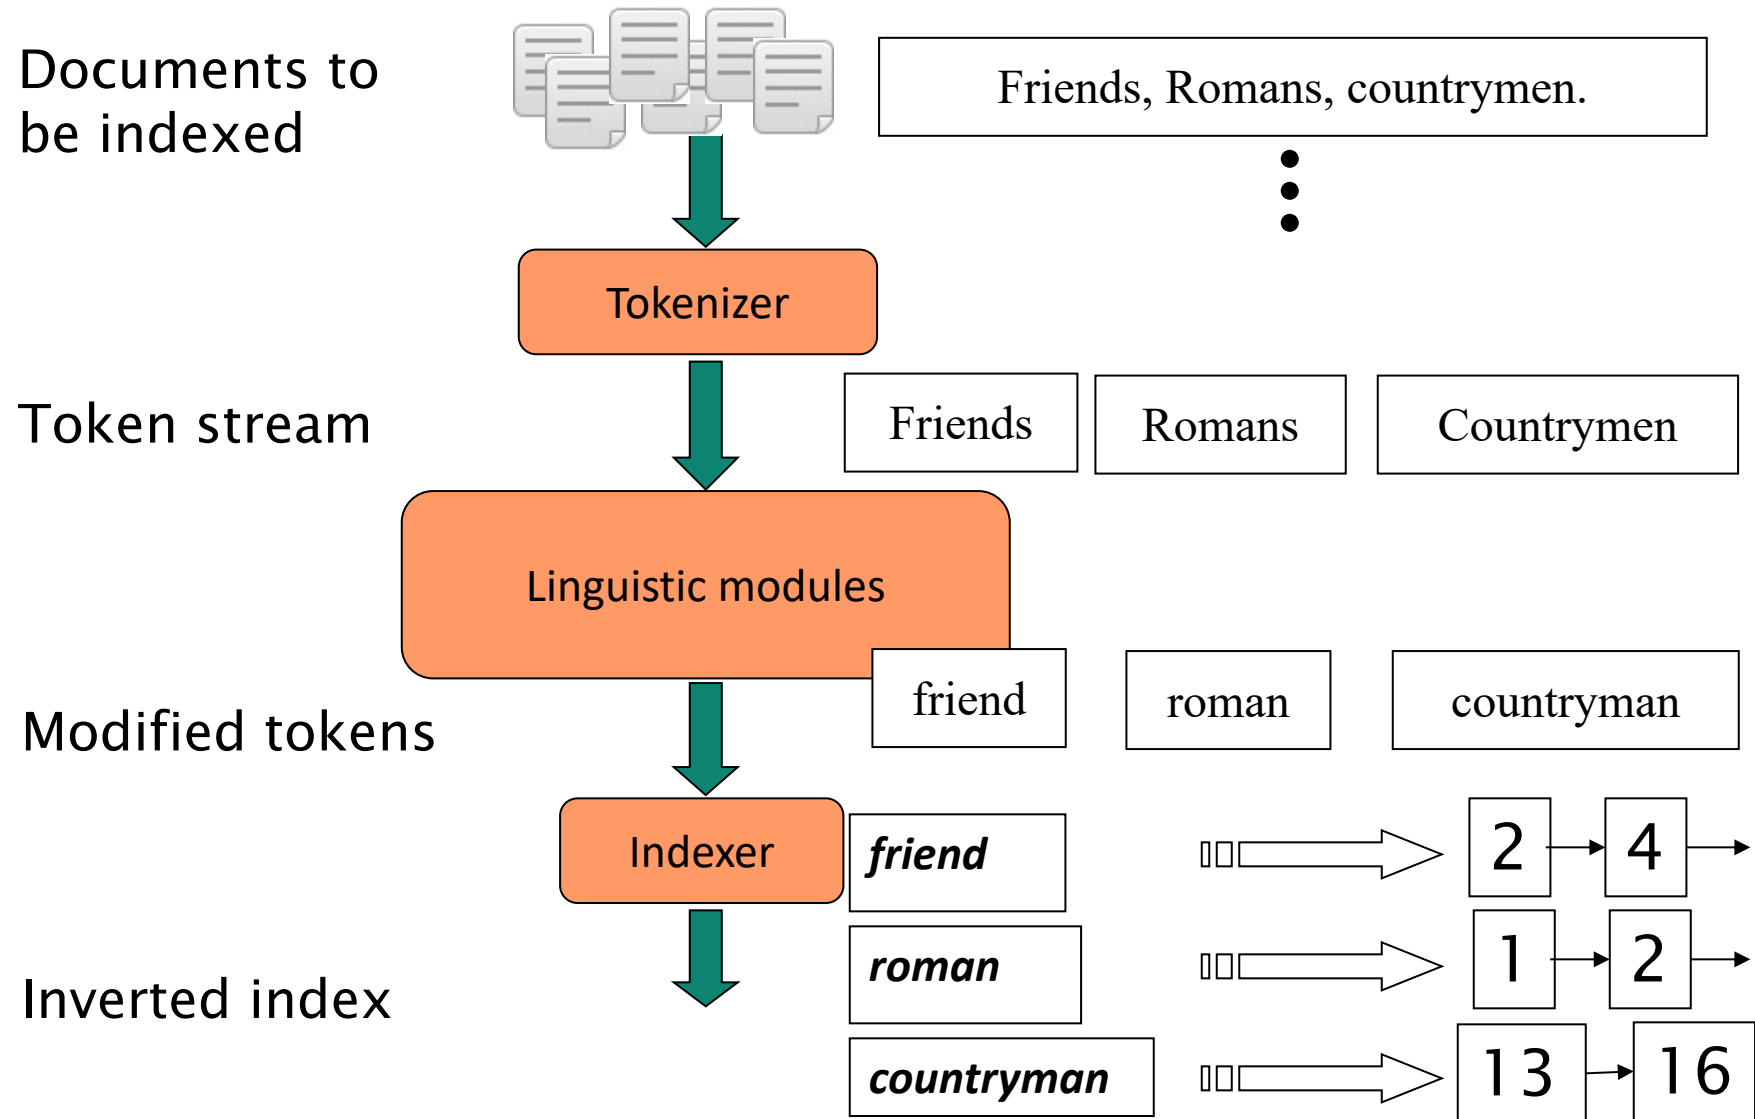 Documents to
be indexed
Friends, Romans, countrymen.
Tokenizer
Token stream
Friends Romans Countrymen
Linguistic modules
Modified tokens
friend roman countryman
Indexer
friend 2 4
roman 1 2
Inverted index
countryman 13 16